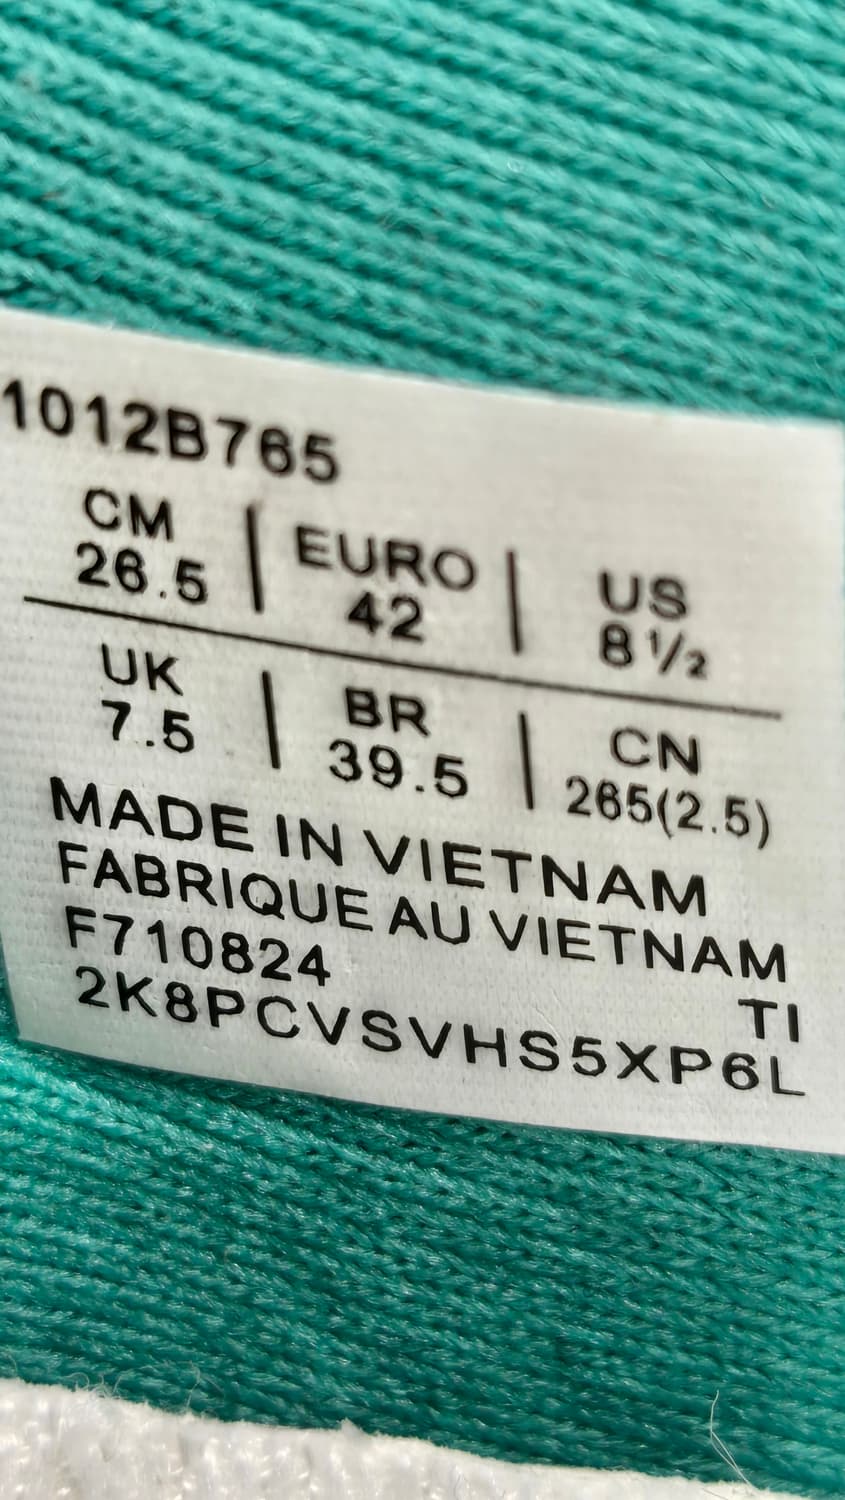 1012B765
CM | EURO | US
26.5 | 42 | 8 ½
UK | BR | CN
7.5 | 39.5 | 265(2.5)
MADE IN VIETNAM
FABRIQUE AU VIETNAM
F710824 TI
2K8PCVSVHS5XP6L